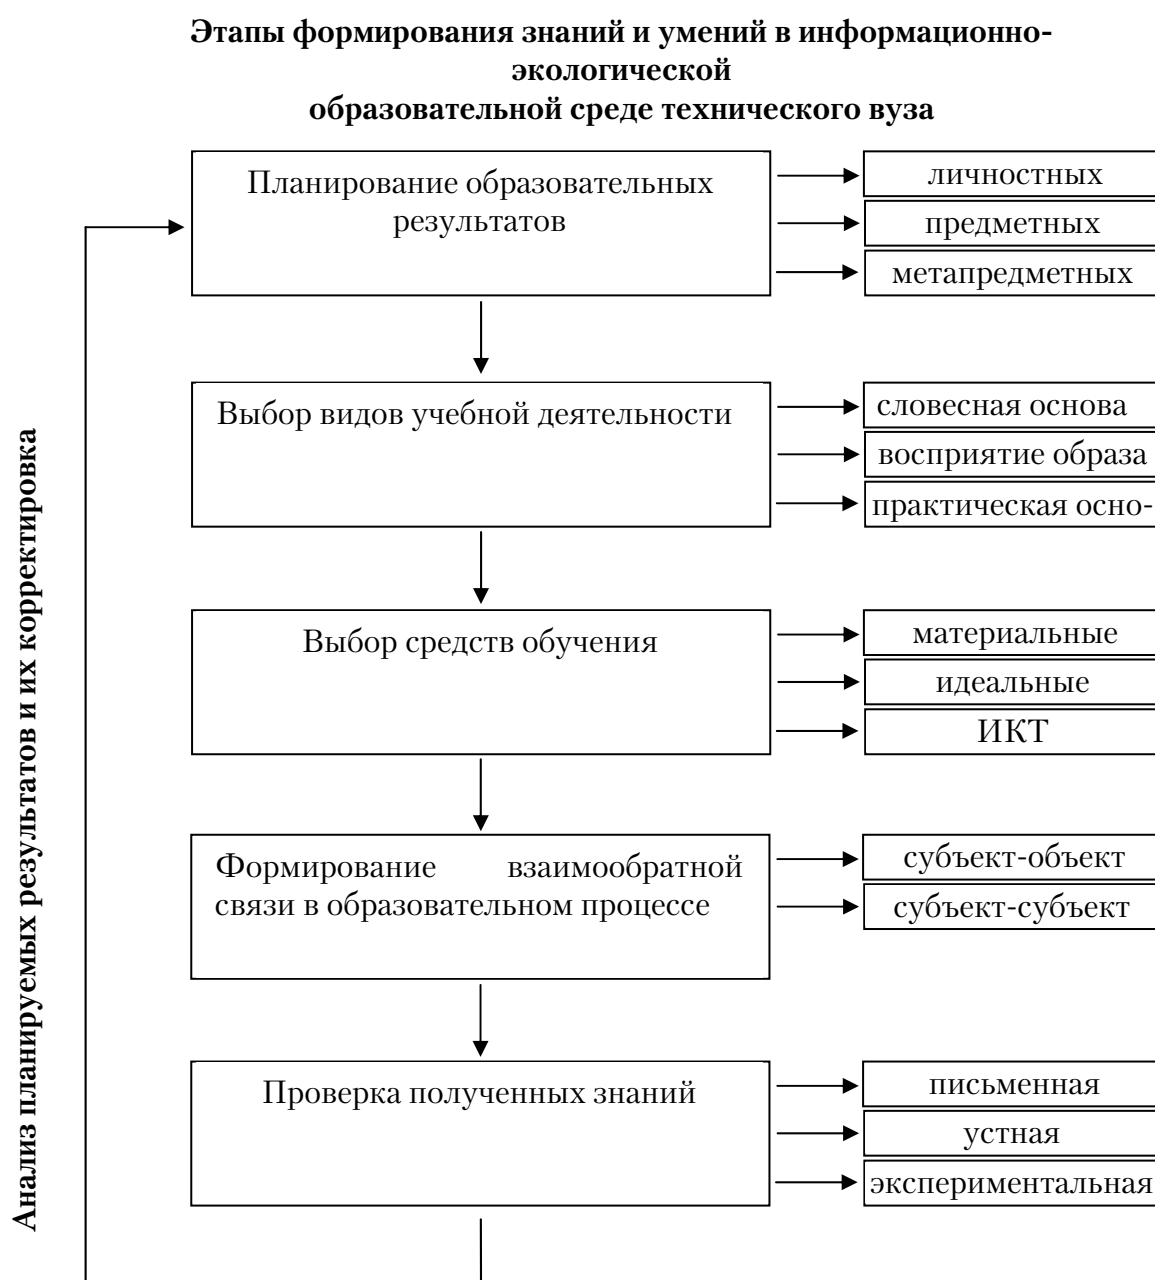 Этапы формирования знаний и умений в информационно-
экологической
образовательной среде технического вуза
Планирование образовательных
результатов
личностных
предметных
метапредметных
Выбор видов учебной деятельности
словесная основа
восприятие образа
практическая осно-
Выбор средств обучения
материальные
идеальные
ИКТ
Формирование взаимообратной
связи в образовательном процессе
субъект-объект
субъект-субъект
Проверка полученных знаний
письменная
устная
экспериментальная
Анализ планируемых результатов и их корректировка